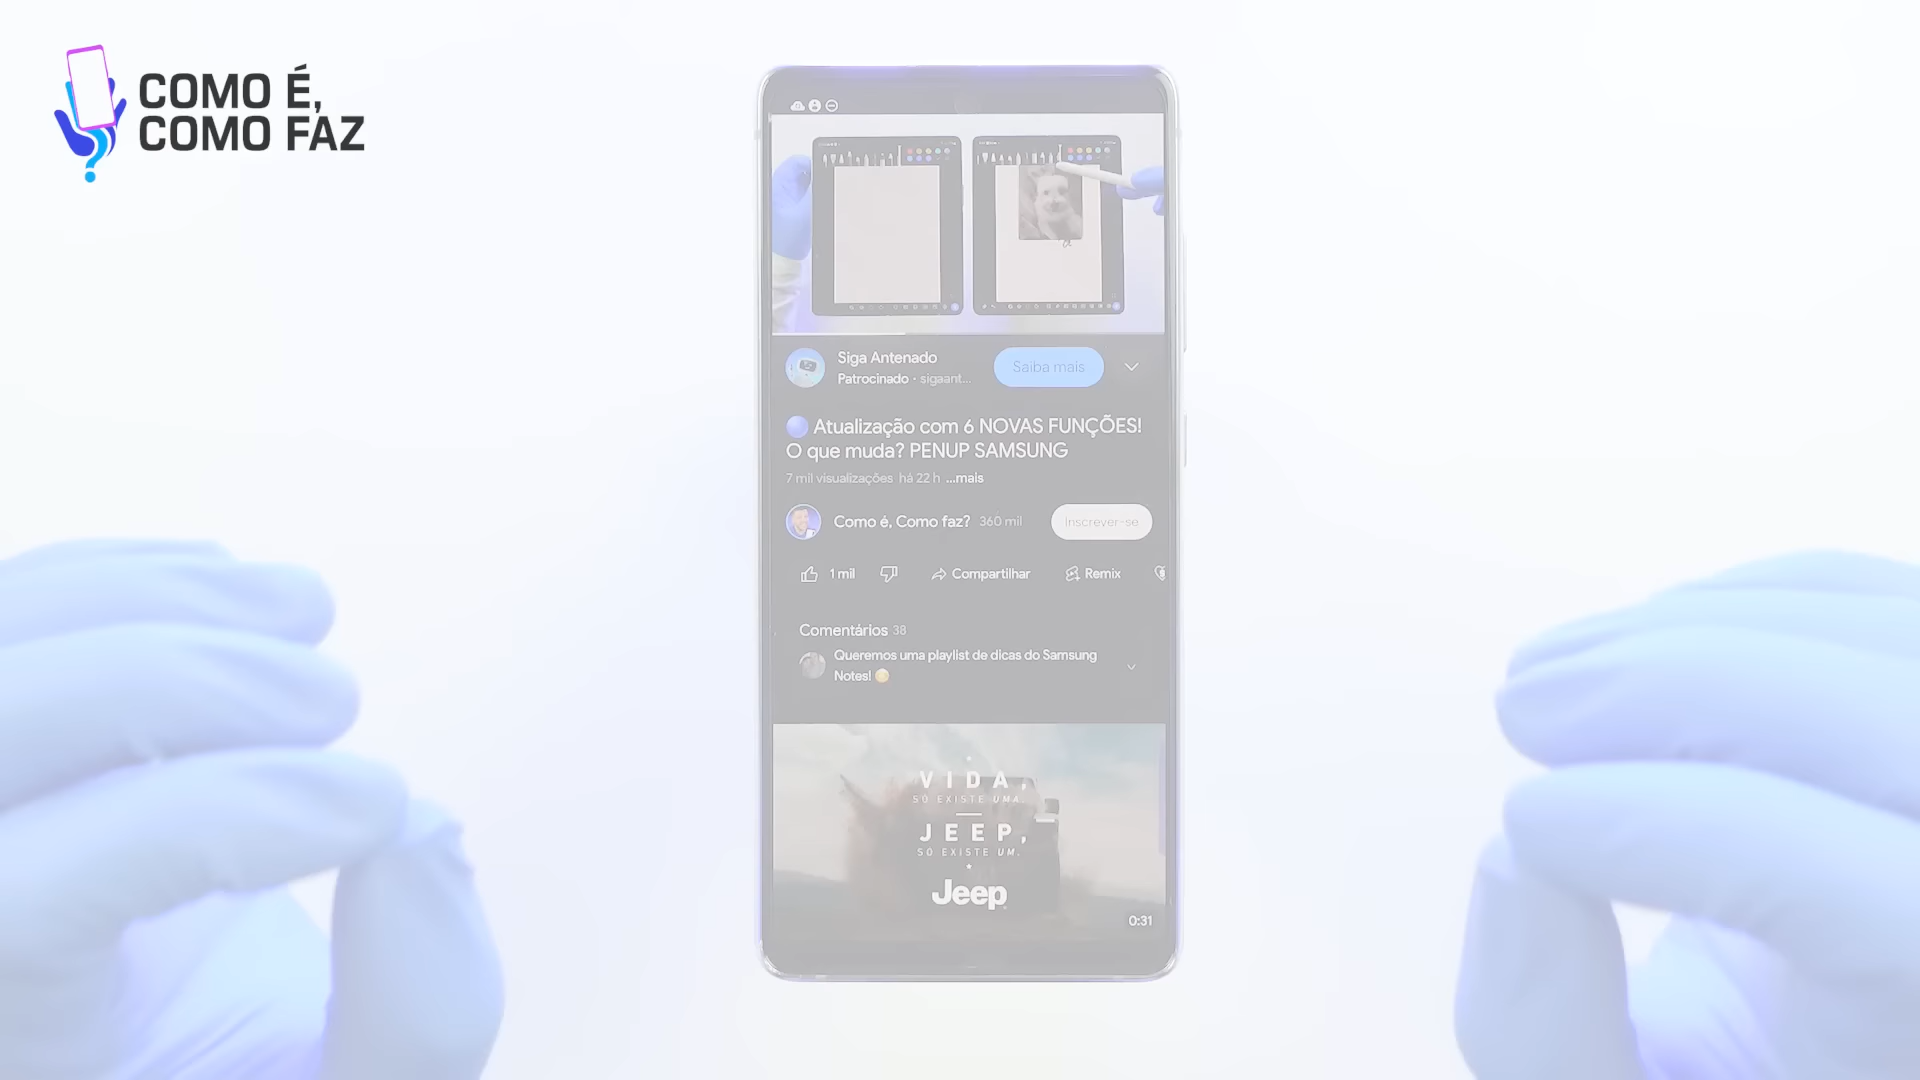 COMO É,
COMO FAZ
Siga Antenado
Patrocinado · sigaant...
Saiba mais
Atualização com 6 NOVAS FUNÇÕES!
O que muda? PENUP SAMSUNG
7 mil visualizações há 22 h ...mais
Como é, Como faz? 360 mil
Inscrever-se
1 mil
Compartilhar
Remix
Comentários 38
Queremos uma playlist de dicas do Samsung
Notes!
VIDA,
SO EXISTE UMA.
JEEP,
SO EXISTE UM.
Jeep
0:31